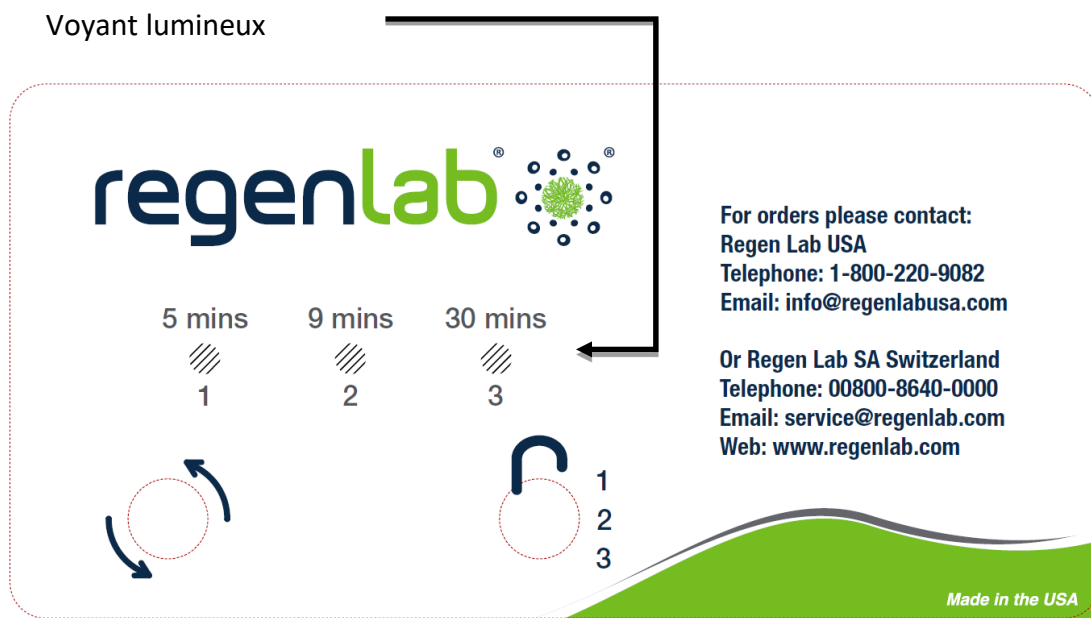 Voyant lumineux
regenlab® ®
5 mins 9 mins 30 mins
1 2 3
1
2
3
For orders please contact:
Regen Lab USA
Telephone: 1-800-220-9082
Email: info@regenlabusa.com
Or Regen Lab SA Switzerland
Telephone: 00800-8640-0000
Email: service@regenlab.com
Web: www.regenlab.com
Made in the USA